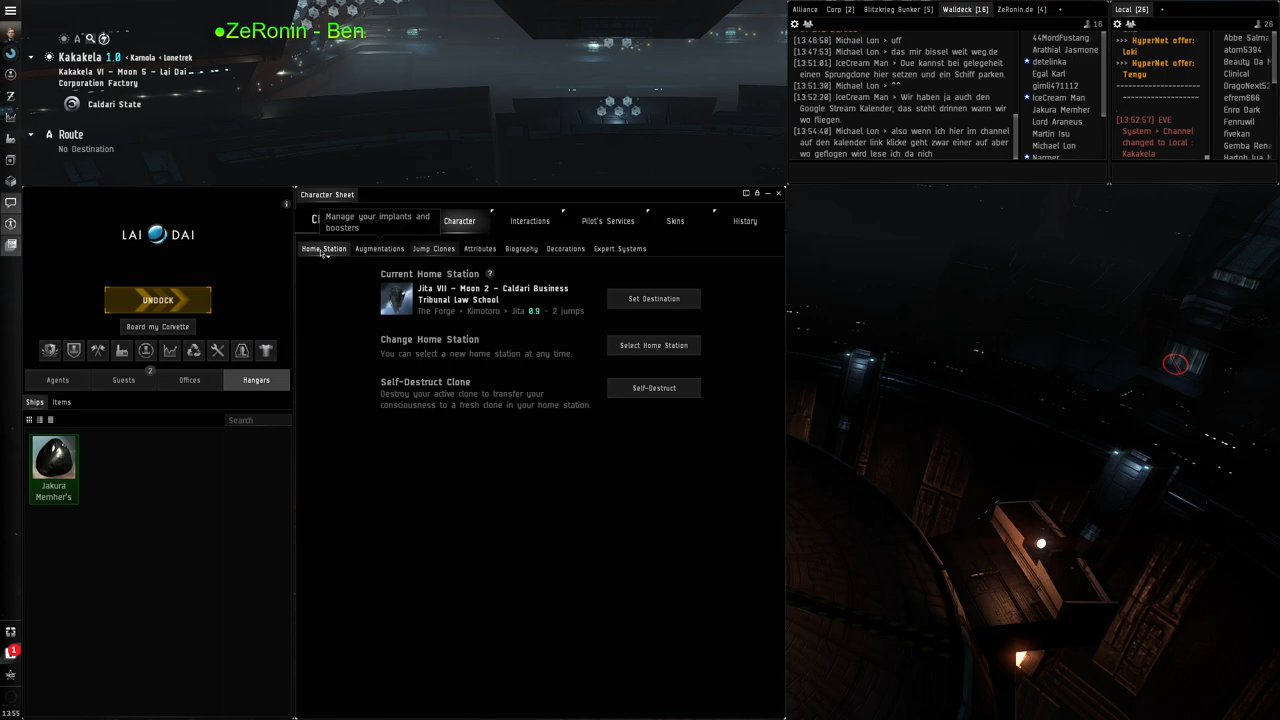 ●ZeRonin - Ben
Kakakela 1.0 < Kamola < Lonetrek
Kakakela VI - Moon 5 - Lai Dai
Corporation Factory
Caldari State
Route
No Destination
LAI DAI
UNDOCK
Board my Corvette
2
Agents
Guests
Offices
Hangars
Ships
Items
Search
Jakura
Memher's
1
13:55
Character Sheet
Manage your implants and
boosters
Character
Interactions
Pilot's Services
Skins
History
Home Station
Augmentations
Jump Clones
Attributes
Biography
Decorations
Expert Systems
Current Home Station ?
Jita VII - Moon 2 - Caldari Business
Tribunal Law School
The Forge › Kimotoro › Jita 0.9 - 2 jumps
Set Destination
Change Home Station
You can select a new home station at any time.
Select Home Station
Self-Destruct Clone
Destroy your active clone to transfer your
consciousness to a fresh clone in your home station.
Self-Destruct
Alliance
Corp [2]
Blitzkrieg Bunker [5]
Walldeck [16]
ZeRonin.de [4]
+
16
[13:46:58] Michael Lon > uff
[13:47:53] Michael Lon > das mir bissel weit weg.de
[13:51:01] IceCream Man > Due kannst bei gelegeheit
einen Sprungclone hier setzen und ein Schiff parken.
[13:51:30] Michael Lon > ^^
[13:52:20] IceCream Man > Wir haben ja auch den
Google Stream Kalender, das steht drinnen wann wir
wo fliegen.
[13:54:40] Michael Lon > also wenn ich hier im channel
auf den kalender link klicke geht zwar einer auf aber
wo geflogen wird lese ich da nich
44MordFustang
Arathial Jasmone
detelinka
Egal Karl
gimli471112
IceCream Man
Jakura Memher
Lord Araneus
Martin Isu
Michael Lon
Narmer
Local [26]
+
26
>>> HyperNet offer:
Loki
>>> HyperNet offer:
Tengu
[13:52:57] EVE
System > Channel
changed to Local :
Kakakela
Abbe Salma
atom5394
Beauty Da
Clinical
DragoNext52
efrem666
Enro Dark
Fenruwil
fivekan
Gemba Rena